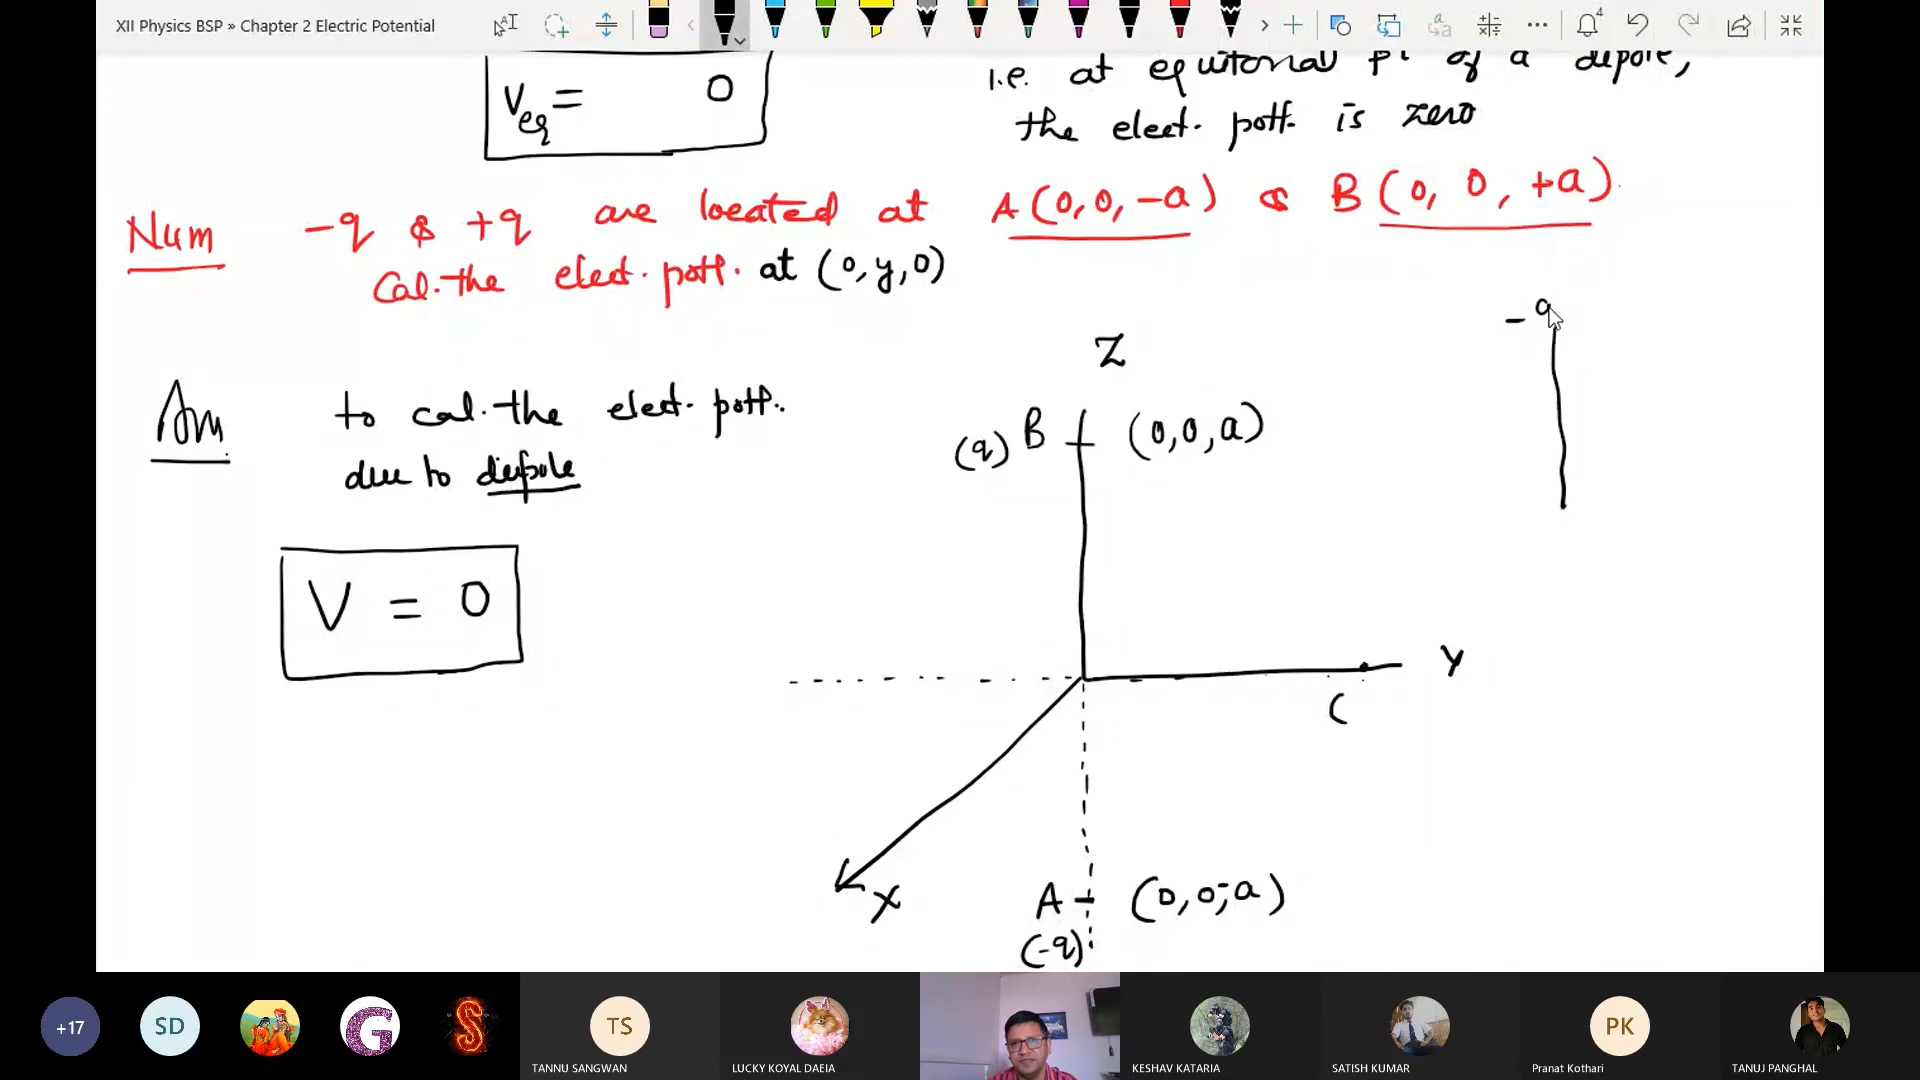 XII Physics BSP » Chapter 2 Electric Potential
Veq = 0
i.e. at equitorial pt of a dipole,
the elect. pott. is zero
Num -q & +q are located at A(0,0,-a) & B(0, 0, +a).
Cal. the elect. pott. at (0,y,0)
-q
Z
Ans to cal. the elect. pott.
due to dipole
(q) B (0,0,a)
V = 0
y
C
X
A (0,0,-a)
(-q)
+17
SD
G
S
TS
TANNU SANGWAN
LUCKY KOYAL DAEIA
KESHAV KATARIA
SATISH KUMAR
PK
Pranat Kothari
TANUJ PANGHAL